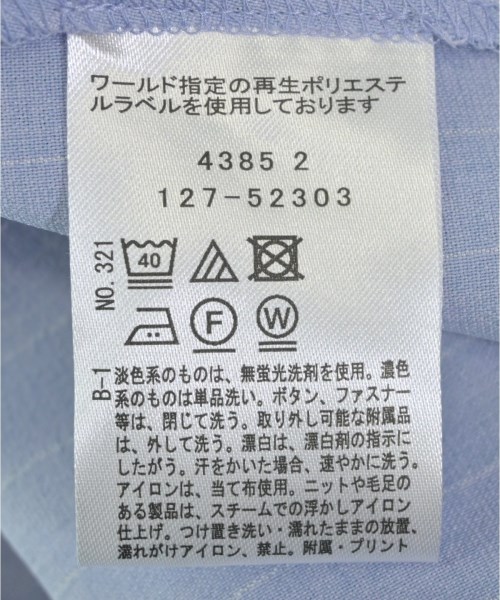 ワールド指定の再生ポリエステ
ルラベルを使用しております
4385 2
127-52303
NO. 321
40
F
W
B-1
淡色系のものは、無蛍光洗剤を使用。濃色
系のものは単品洗い。ボタン、ファスナー
等は、閉じて洗う。取り外し可能な附属品
は、外して洗う。漂白は、漂白剤の指示に
したがう。汗をかいた場合、速やかに洗う。
アイロンは、当て布使用。ニットや毛足の
ある製品は、スチームでの浮かしアイロン
仕上げ。つけ置き洗い・濡れたままの放置、
濡れがけアイロン、禁止。附属・プリント